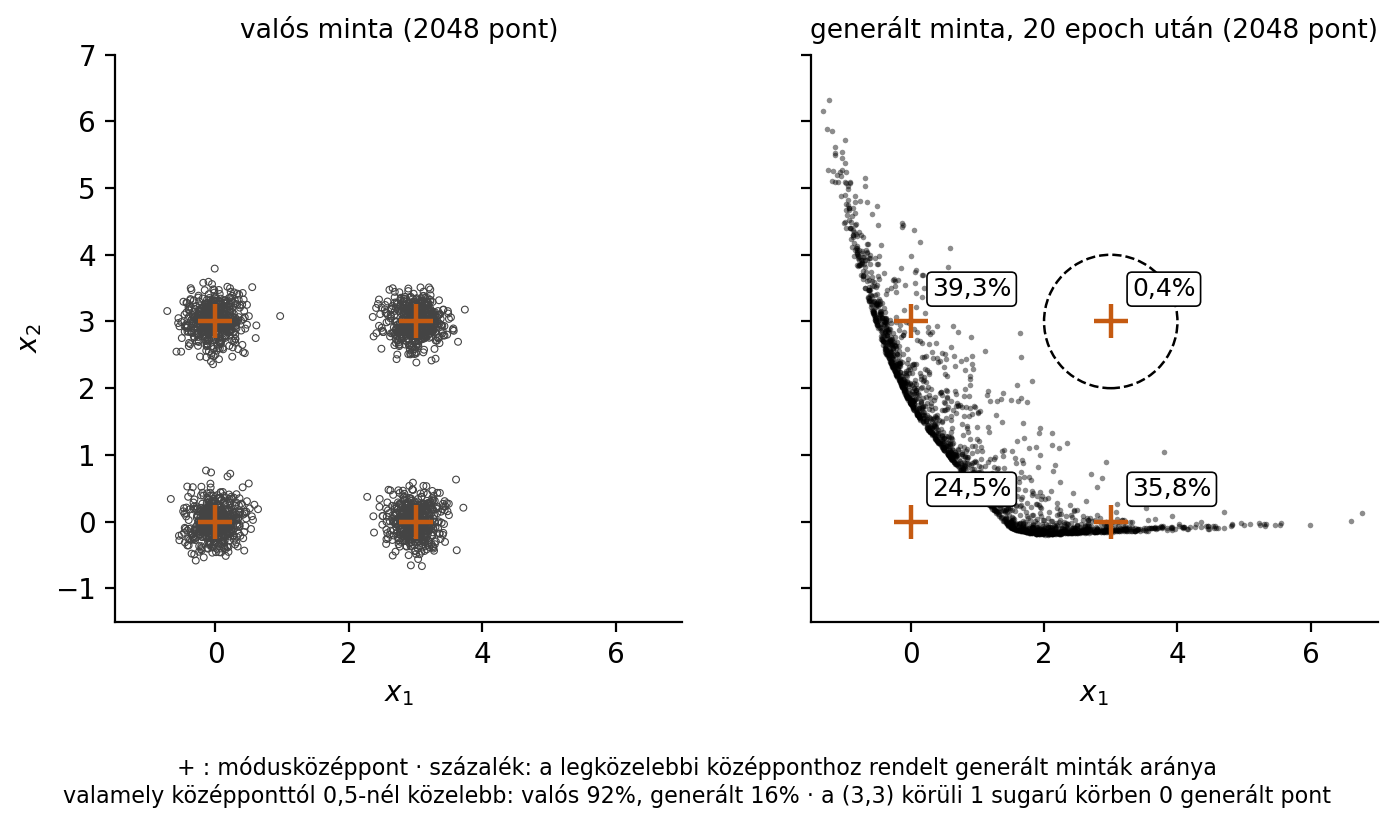 valós minta (2048 pont)
generált minta, 20 epoch után (2048 pont)
7
6
5
4
3
2
1
0
−1
x₂
39,3%
0,4%
24,5%
35,8%
0 2 4 6
0 2 4 6
x₁
x₁
+ : módusközéppont · százalék: a legközelebbi középponthoz rendelt generált minták aránya
valamely középponttól 0,5-nél közelebb: valós 92%, generált 16% · a (3,3) körüli 1 sugarú körben 0 generált pont